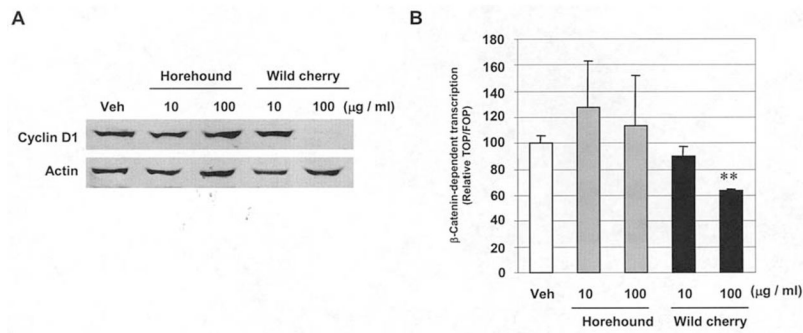 A
Horehound Wild cherry
Veh 10 100 10 100 (μg / ml)
Cyclin D1
Actin
B
β-Catenin-dependent transcription
(Relative TOP/FOP)
180
160
140
120
100
80
60
40
20
0
**
Veh 10 100 10 100 (μg / ml)
Horehound Wild cherry